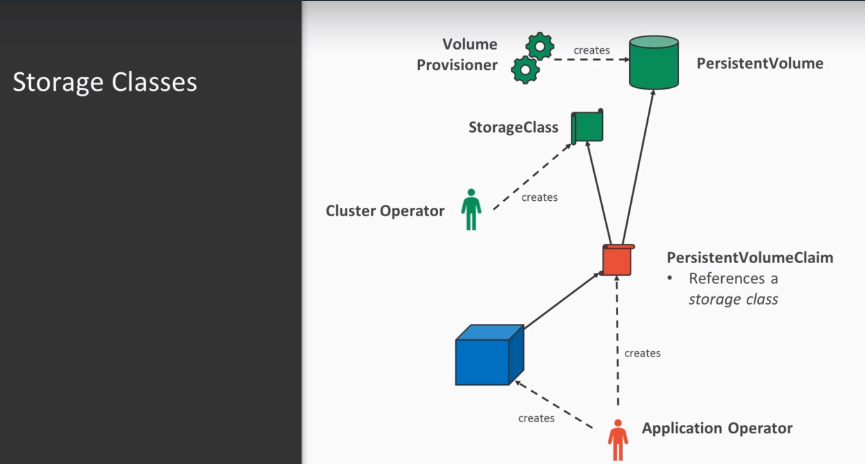 Storage Classes
Volume
Provisioner
creates
PersistentVolume
StorageClass
creates
Cluster Operator
PersistentVolumeClaim
• References a
storage class
creates
creates
Application Operator